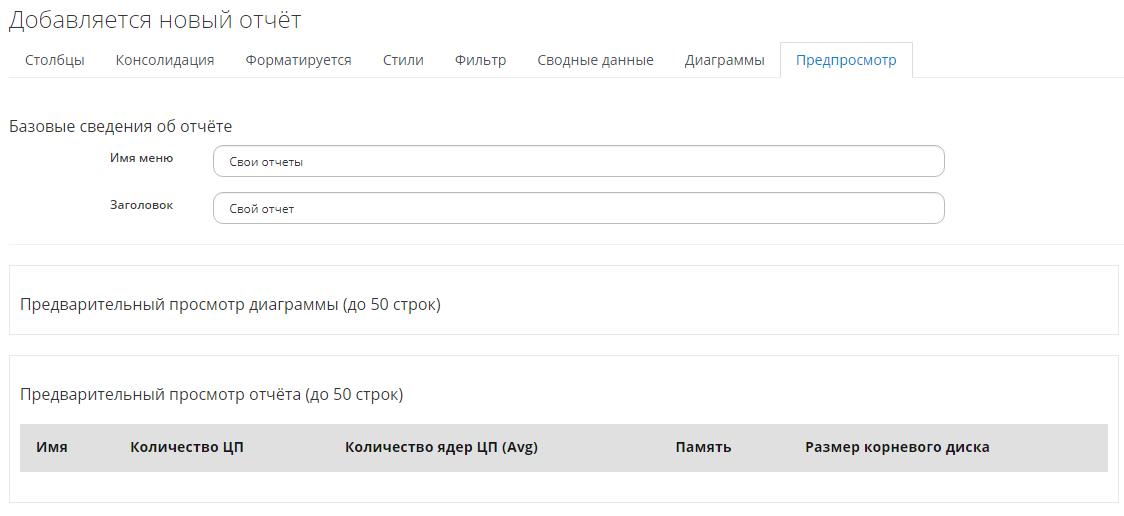 Добавляется новый отчёт
Столбцы Консолидация Форматируется Стили Фильтр Сводные данные Диаграммы Предпросмотр
Базовые сведения об отчёте
Имя меню Свои отчеты
Заголовок Свой отчет
Предварительный просмотр диаграммы (до 50 строк)
Предварительный просмотр отчёта (до 50 строк)
Имя Количество ЦП Количество ядер ЦП (Avg) Память Размер корневого диска